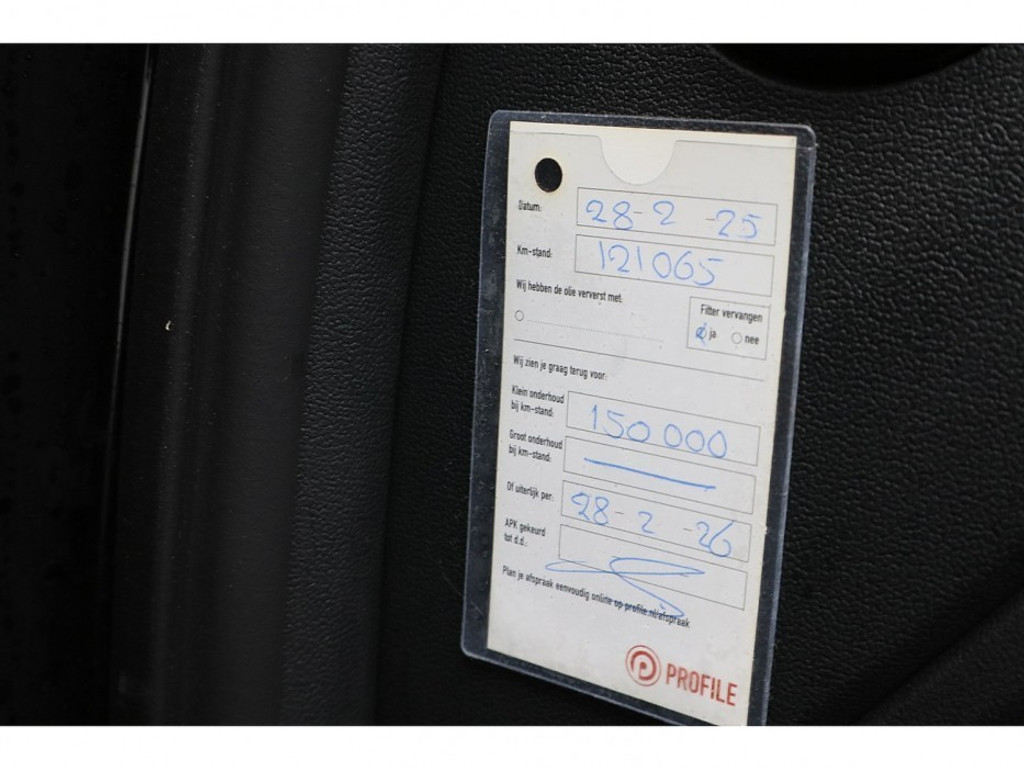 Datum: 28-2-25
Km-stand: 121065
Wij hebben de olie ververst met:
Filter vervangen
ja nee
Wij zien je graag terug voor:
Klein onderhoud
bij km-stand: 150 000
Groot onderhoud
bij km-stand: —
Of uiterlijk per: 28-2-26
APK gekeurd
tot d.d.:
Plan je afspraak eenvoudig online op profile.nl/afspraak
PROFILE